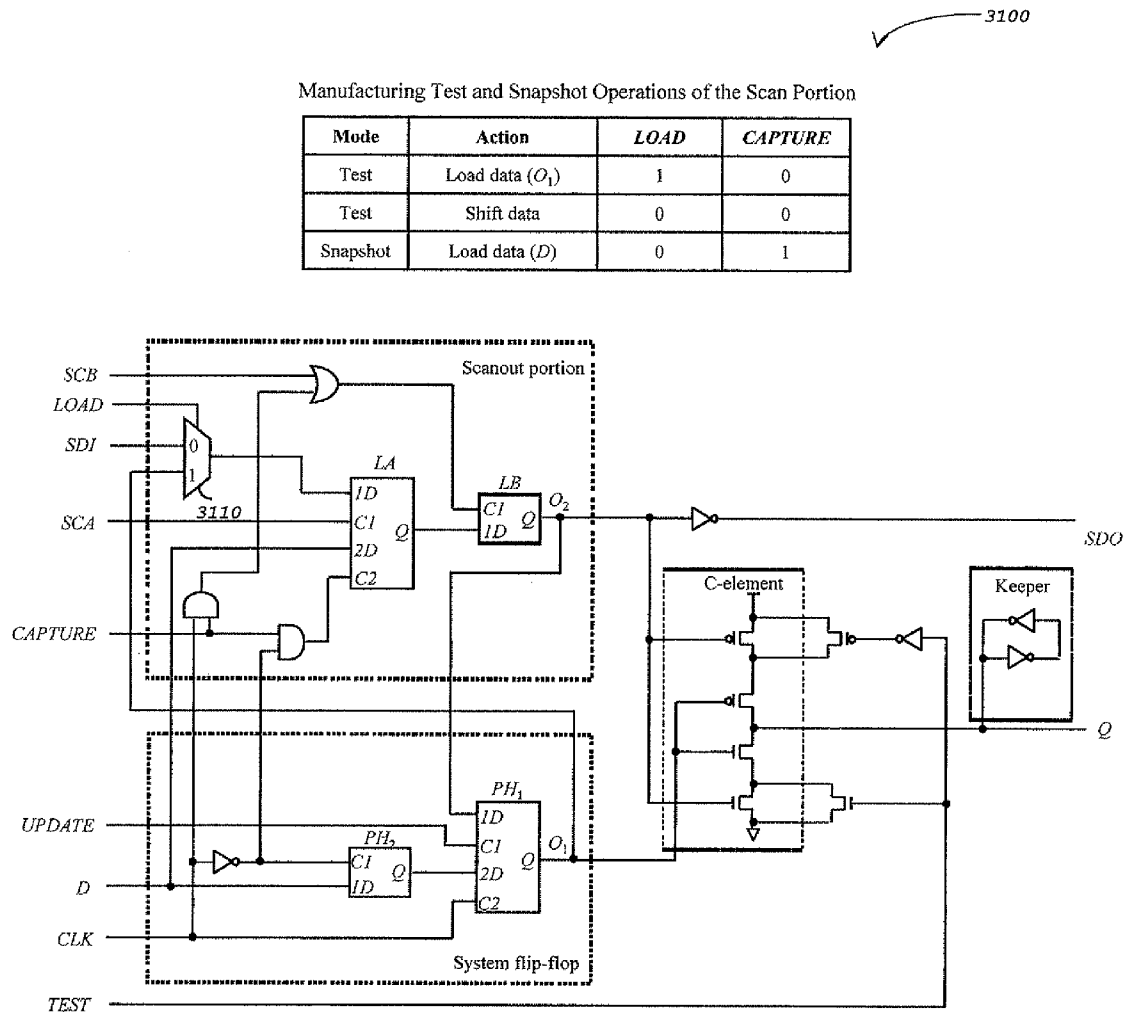 3100
Manufacturing Test and Snapshot Operations of the Scan Portion
Mode Action LOAD CAPTURE
Test Load data (O1) 1 0
Test Shift data 0 0
Snapshot Load data (D) 0 1
SCB
Scanout portion
LOAD
SDI
0
1
3110
LA
1D
SCA
C1
Q
2D
C2
LB
C1
Q
1D
O2
SDO
C-element
Keeper
CAPTURE
Q
PH1
1D
UPDATE
C1
O1
Q
2D
C2
PH2
C1
Q
1D
D
CLK
System flip-flop
TEST